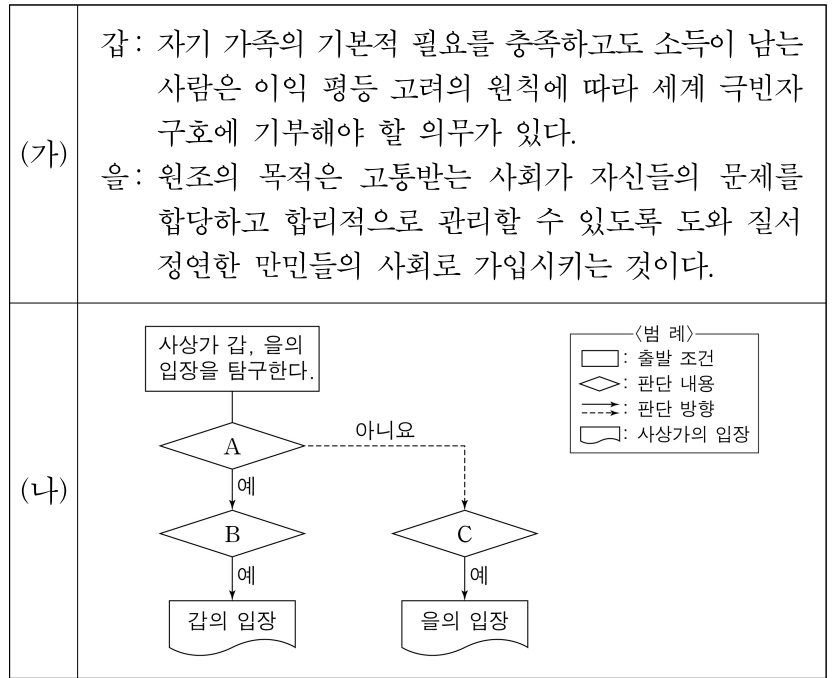 (가)
갑: 자기 가족의 기본적 필요를 충족하고도 소득이 남는
사람은 이익 평등 고려의 원칙에 따라 세계 극빈자
구호에 기부해야 할 의무가 있다.
을: 원조의 목적은 고통받는 사회가 자신들의 문제를
합당하고 합리적으로 관리할 수 있도록 도와 질서
정연한 만민들의 사회로 가입시키는 것이다.
(나)
사상가 갑, 을의
입장을 탐구한다.
A
아니요
예
B
C
예
예
갑의 입장
을의 입장
〈범 례〉
: 출발 조건
: 판단 내용
: 판단 방향
: 사상가의 입장